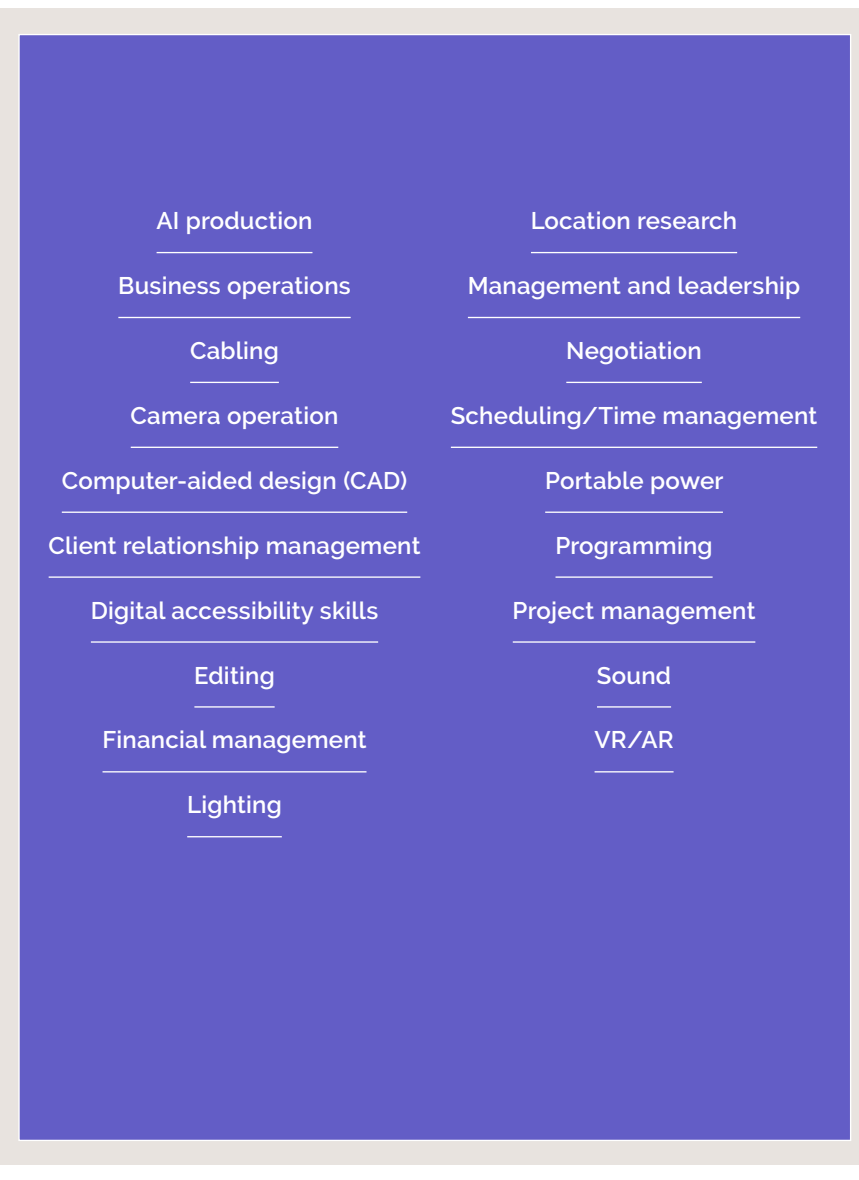 AI production
Business operations
Cabling
Camera operation
Computer-aided design (CAD)
Client relationship management
Digital accessibility skills
Editing
Financial management
Lighting
Location research
Management and leadership
Negotiation
Scheduling/Time management
Portable power
Programming
Project management
Sound
VR/AR